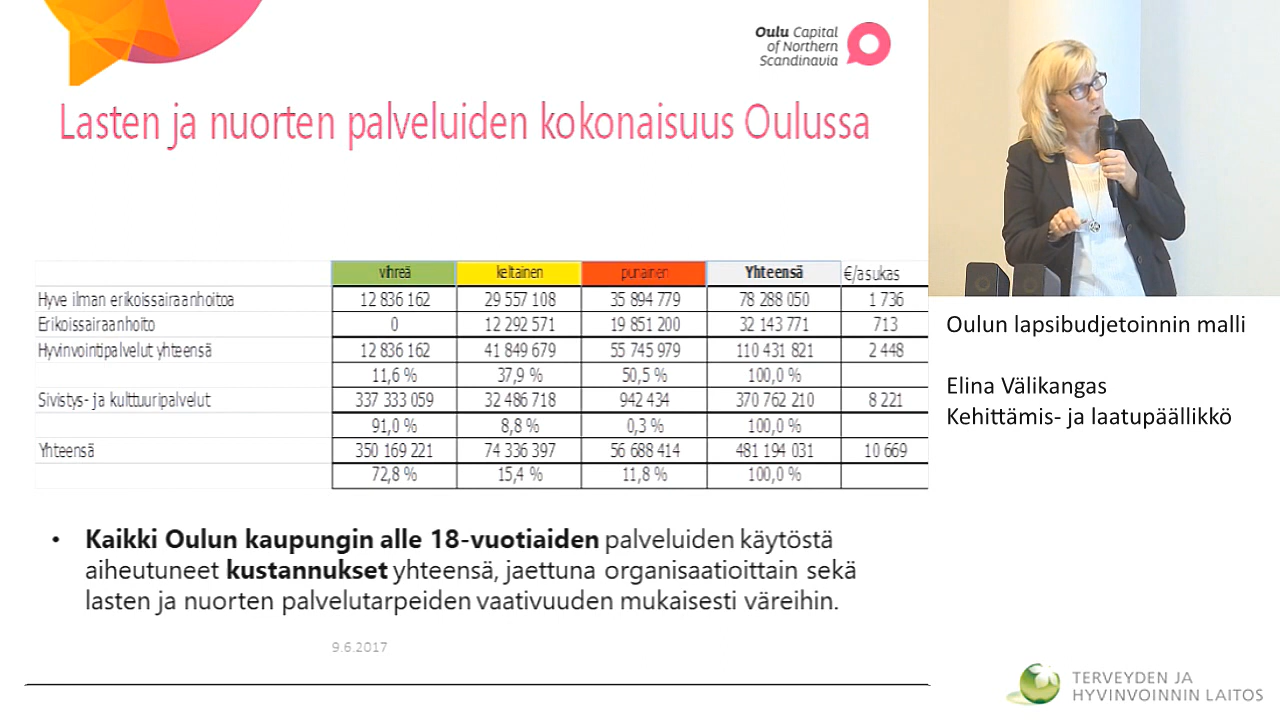 Oulu Capital
of Northern
Scandinavia
Lasten ja nuorten palveluiden kokonaisuus Oulussa
vihreä keltainen punainen Yhteensä €/asukas
Hyve ilman erikoissairaanhoitoa 12 836 162 29 557 108 35 894 779 78 288 050 1 736
Erikoissairaanhoito 0 12 292 571 19 851 200 32 143 771 713
Hyvinvointipalvelut yhteensä 12 836 162 41 849 679 55 745 979 110 431 821 2 448
11,6 % 37,9 % 50,5 % 100,0 %
Sivistys- ja kulttuuripalvelut 337 333 059 32 486 718 942 434 370 762 210 8 221
91,0 % 8,8 % 0,3 % 100,0 %
Yhteensä 350 169 221 74 336 397 56 688 414 481 194 031 10 669
72,8 % 15,4 % 11,8 % 100,0 %
• Kaikki Oulun kaupungin alle 18-vuotiaiden palveluiden käytöstä
aiheutuneet kustannukset yhteensä, jaettuna organisaatioittain sekä
lasten ja nuorten palvelutarpeiden vaativuuden mukaisesti väreihin.
9.6.2017
Oulun lapsibudjetoinnin malli
Elina Välikangas
Kehittämis- ja laatupäällikkö
TERVEYDEN JA
HYVINVOINNIN LAITOS